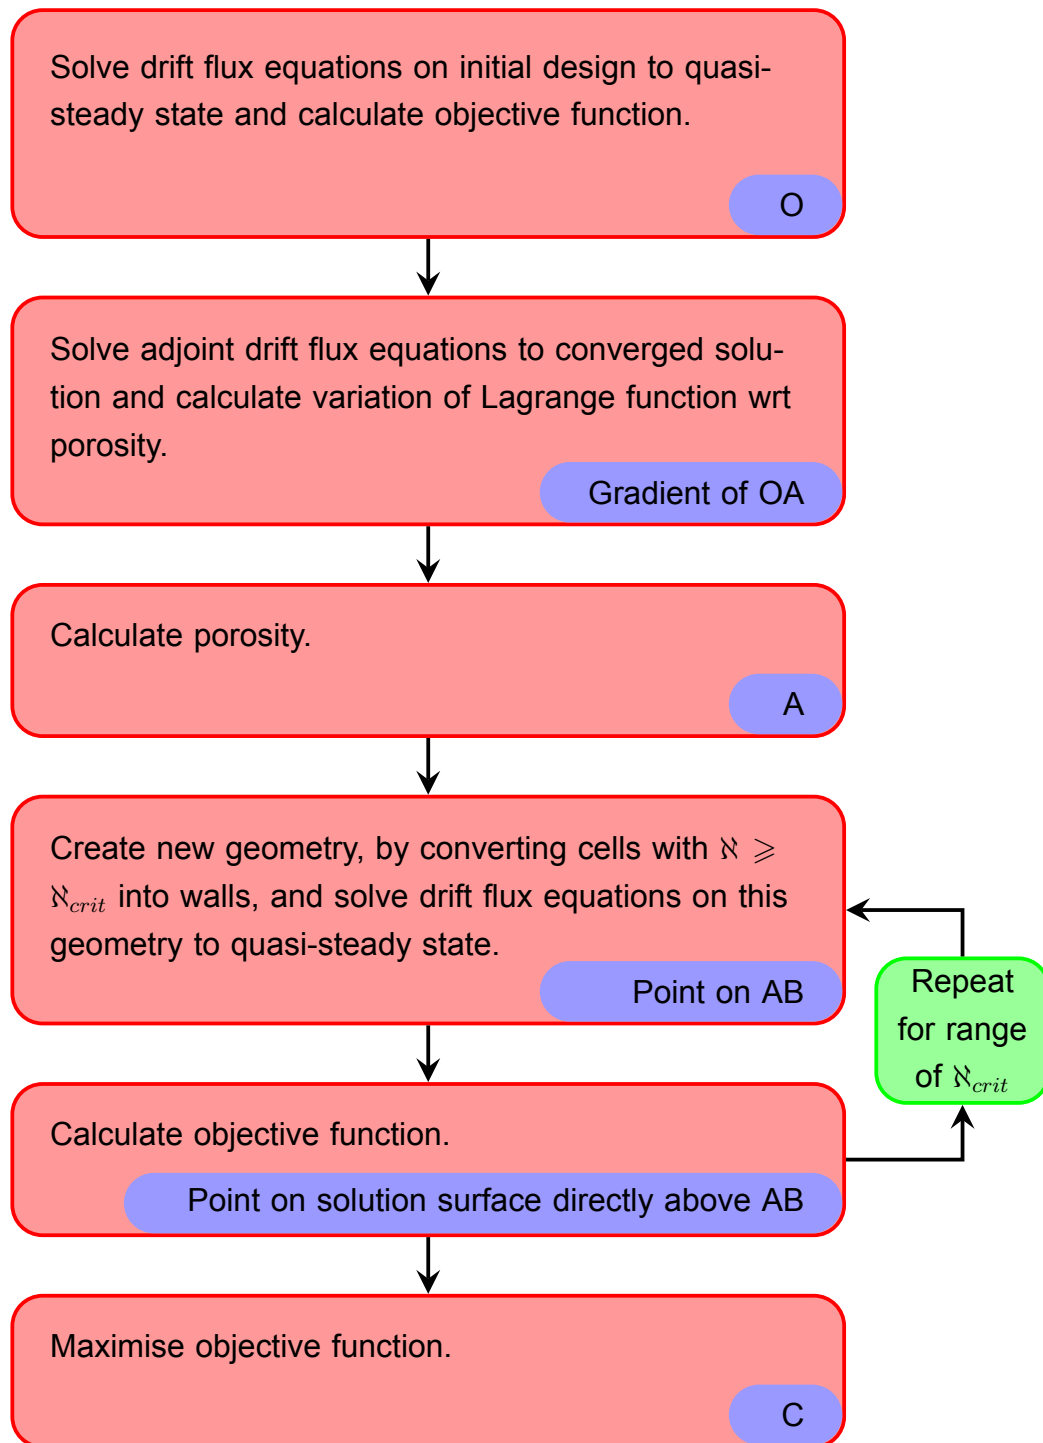 Solve drift flux equations on initial design to quasi-
steady state and calculate objective function.
O
Solve adjoint drift flux equations to converged solu-
tion and calculate variation of Lagrange function wrt
porosity.
Gradient of OA
Calculate porosity.
A
Create new geometry, by converting cells with ℵ ⩾
ℵ_{crit} into walls, and solve drift flux equations on this
geometry to quasi-steady state.
Point on AB
Repeat
for range
of ℵ_{crit}
Calculate objective function.
Point on solution surface directly above AB
Maximise objective function.
C